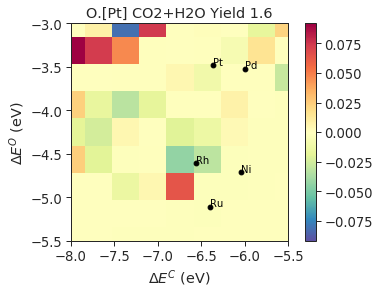 O.[Pt] CO2+H2O Yield 1.6
−3.0
−3.5
−4.0
−4.5
−5.0
−5.5
ΔE^O (eV)
Pt
Pd
Rh
Ni
Ru
−8.0 −7.5 −7.0 −6.5 −6.0 −5.5
ΔE^C (eV)
0.075
0.050
0.025
0.000
−0.025
−0.050
−0.075